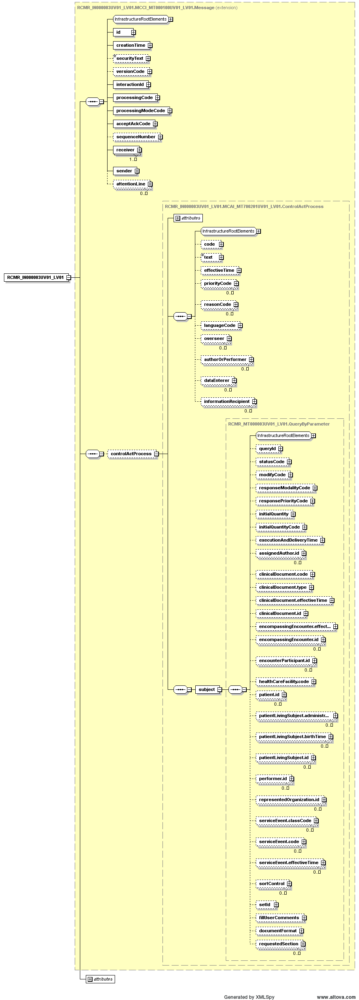 RCMR_IN000003UV01_LV01.MCCI_MT000100UV01_LV01.Message (extension)
InfrastructureRootElements
id
creationTime
securityText
versionCode
interactionId
processingCode
processingModeCode
acceptAckCode
sequenceNumber
receiver
1..
sender
attentionLine
0..
RCMR_IN000003UV01_LV01.MCAI_MT700201UV01_LV01.ControlActProcess
attributes
InfrastructureRootElements
code
text
effectiveTime
RCMR_IN000003UV01_LV01
priorityCode
0..
reasonCode
0..
languageCode
overseer
0..
authorOrPerformer
0..
dataEnterer
0..
informationRecipient
0..
RCMR_MT000003UV01_LV01.QueryByParameter
InfrastructureRootElements
queryId
controlActProcess
statusCode
modifyCode
responseModalityCode
responsePriorityCode
initialQuantity
initialQuantityCode
executionAndDeliveryTime
assignedAuthor.id
0..
clinicalDocument.code
clinicalDocument.type
clinicalDocument.effectiveTime
clinicalDocument.id
encompassingEncounter.effect...
encompassingEncounter.id
0..
encounterParticipant.id
0..
healthCareFacility.code
subject
patient.id
0..
patientLivingSubject.administr...
0..
patientLivingSubject.birthTime
0..
patientLivingSubject.id
0..
performer.id
0..
representedOrganization.id
0..
serviceEvent.classCode
0..
serviceEvent.code
0..
serviceEvent.effectiveTime
0..
sortControl
0..
setId
fillUserComments
documentFormat
requestedSection
0..
attributes
Generated by XMLSpy www.altova.com